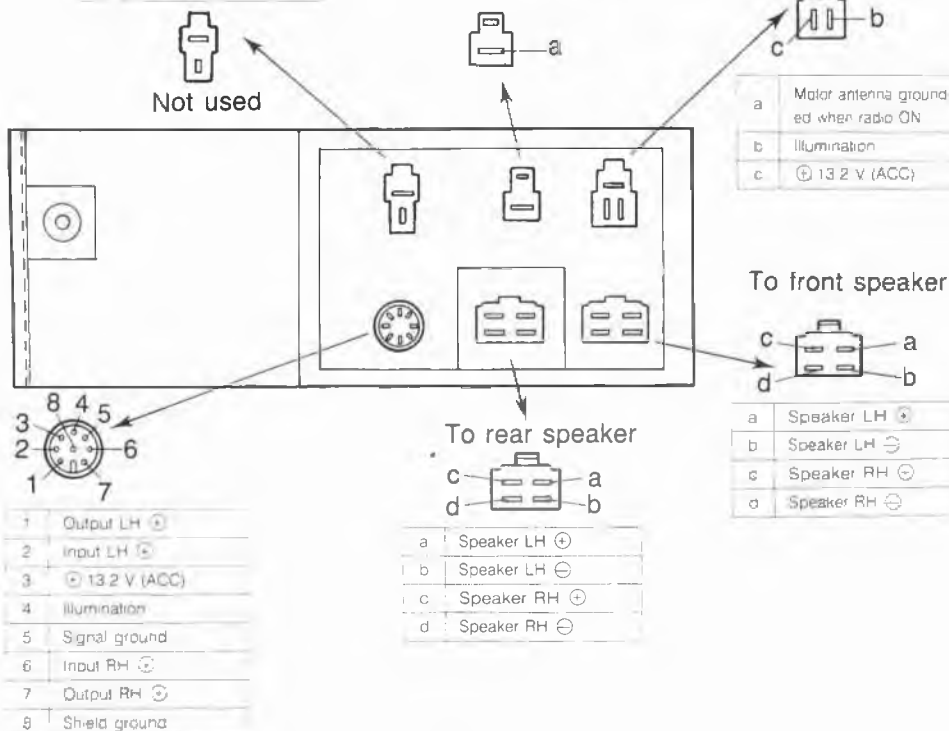 a
c b
Not used
a Motor antenna ground-
ed when radio ON
b Illumination
c ⊕ 13.2 V (ACC)
To front speaker
c a
d b
a Speaker LH ⊕
b Speaker LH ⊖
c Speaker RH ⊕
d Speaker RH ⊖
8 4 5
3
2 6
1 7
To rear speaker
c a
d b
1 Output LH ⊕
2 Input LH ⊕
3 ⊕ 13.2 V (ACC)
4 Illumination
5 Signal ground
6 Input RH ⊕
7 Output RH ⊕
8 Shield ground
a Speaker LH ⊕
b Speaker LH ⊖
c Speaker RH ⊕
d Speaker RH ⊖